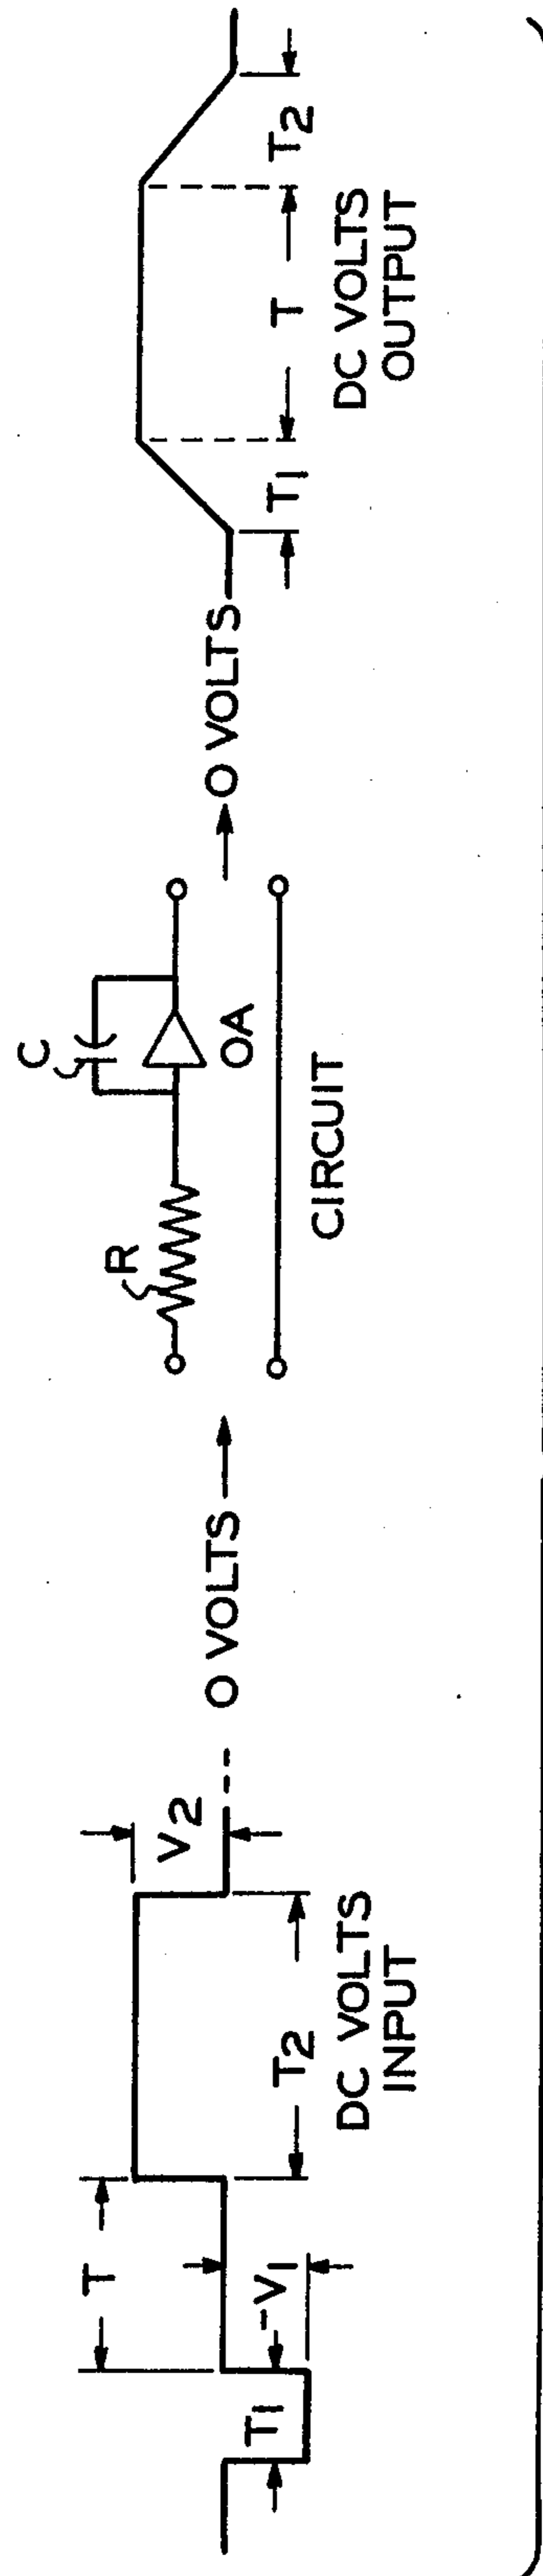 T
T1
-V1
T2
V2
DC VOLTS
INPUT
O VOLTS
R
C
OA
CIRCUIT
O VOLTS
T1
T
T2
DC VOLTS
OUTPUT